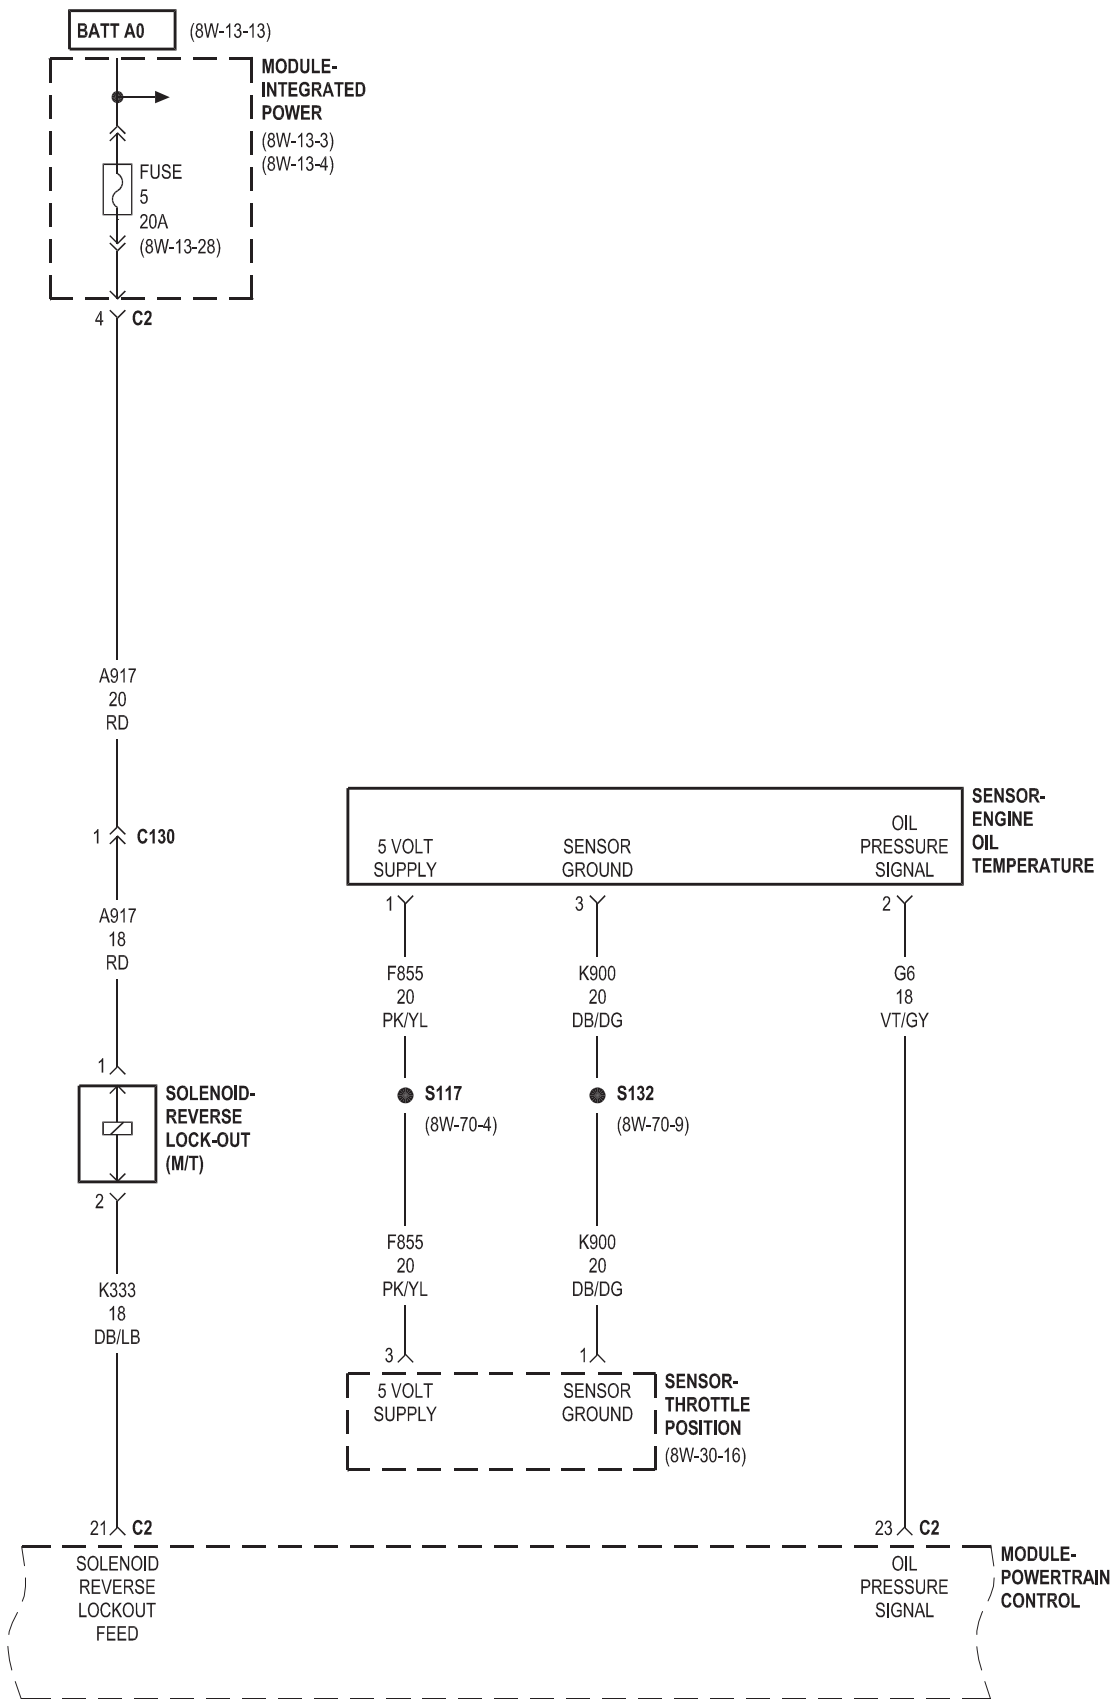 BATT A0 (8W-13-13)
MODULE-
INTEGRATED
POWER
(8W-13-3)
(8W-13-4)
FUSE
5
20A
(8W-13-28)
4 C2
A917
20
RD
1 C130
A917
18
RD
1
SOLENOID-
REVERSE
LOCK-OUT
(M/T)
2
K333
18
DB/LB
21 C2
SOLENOID
REVERSE
LOCKOUT
FEED
SENSOR-
ENGINE
OIL
TEMPERATURE
5 VOLT
SUPPLY
SENSOR
GROUND
OIL
PRESSURE
SIGNAL
1
3
2
F855
20
PK/YL
K900
20
DB/DG
G6
18
VT/GY
S117
(8W-70-4)
S132
(8W-70-9)
F855
20
PK/YL
K900
20
DB/DG
3
1
5 VOLT
SUPPLY
SENSOR
GROUND
SENSOR-
THROTTLE
POSITION
(8W-30-16)
23 C2
OIL
PRESSURE
SIGNAL
MODULE-
POWERTRAIN
CONTROL